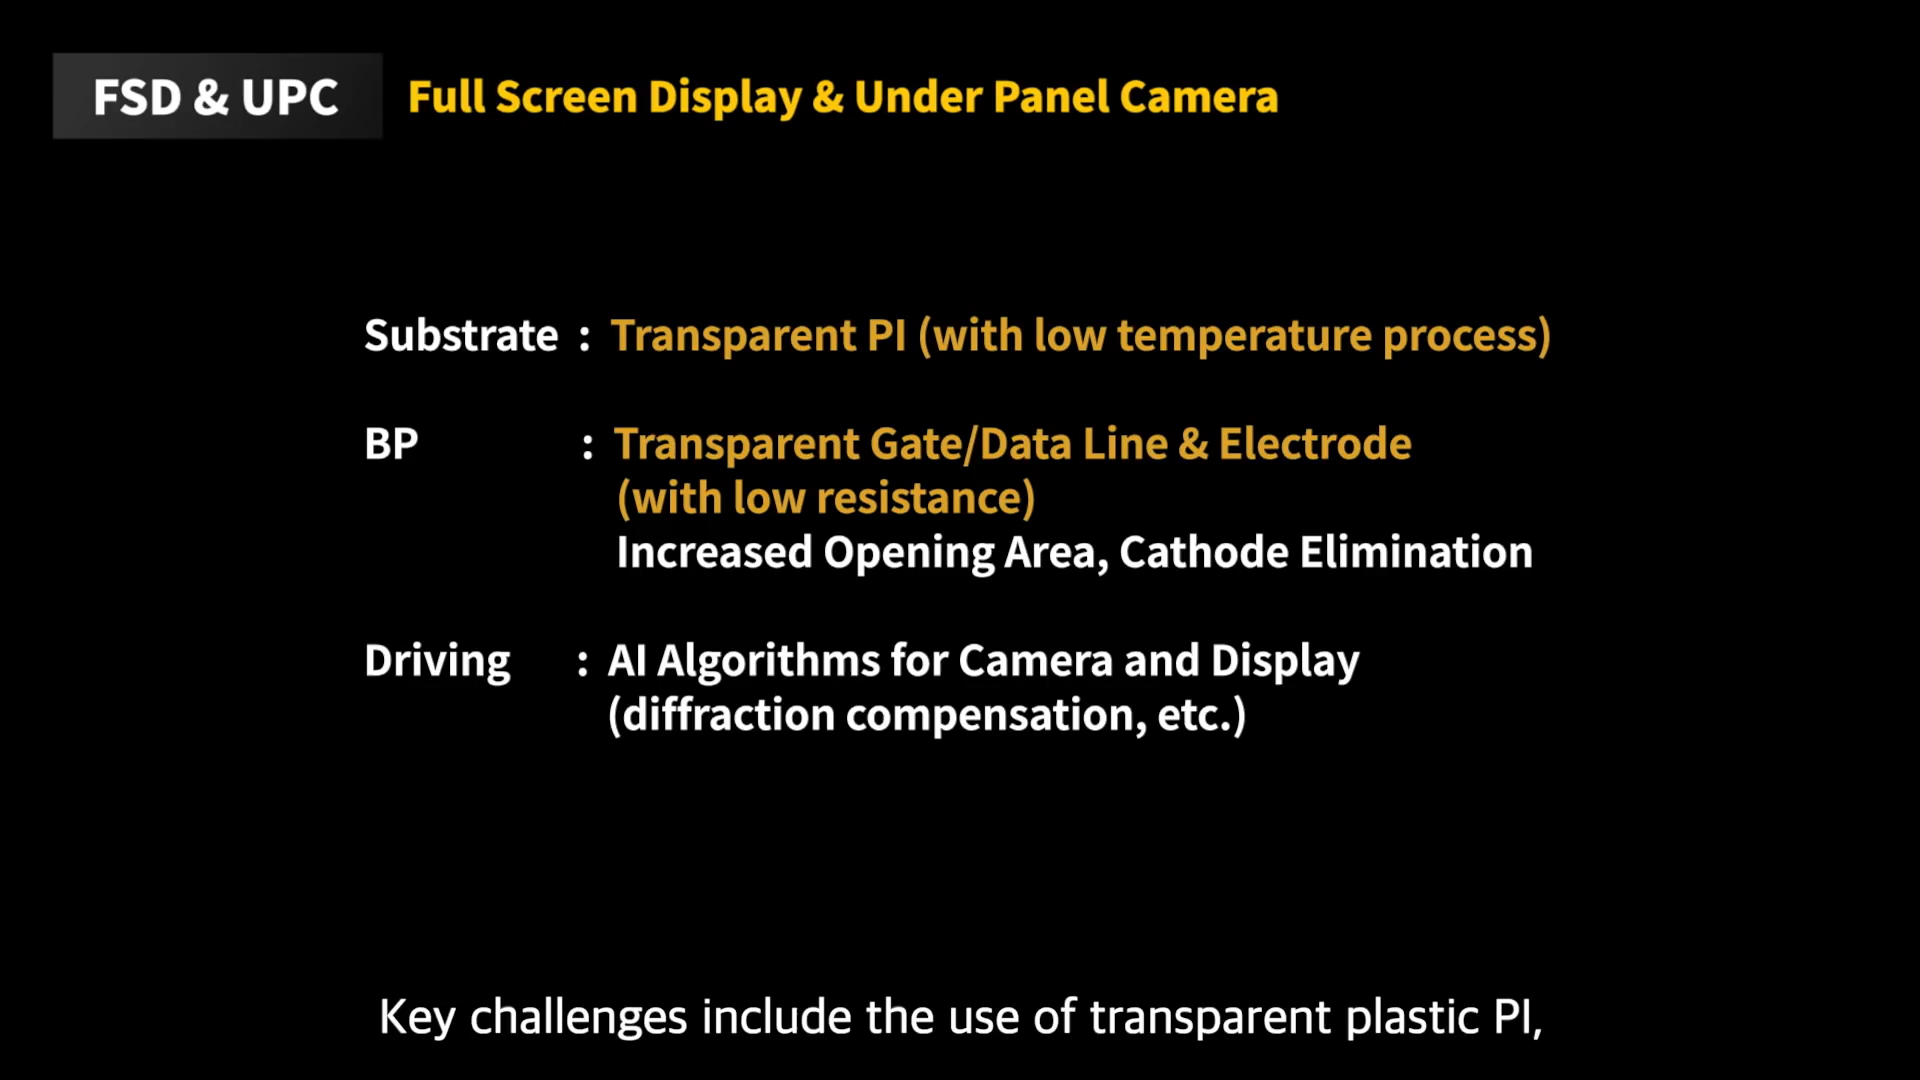 FSD & UPC
Full Screen Display & Under Panel Camera
Substrate : Transparent PI (with low temperature process)
BP : Transparent Gate/Data Line & Electrode
(with low resistance)
Increased Opening Area, Cathode Elimination
Driving : AI Algorithms for Camera and Display
(diffraction compensation, etc.)
Key challenges include the use of transparent plastic PI,